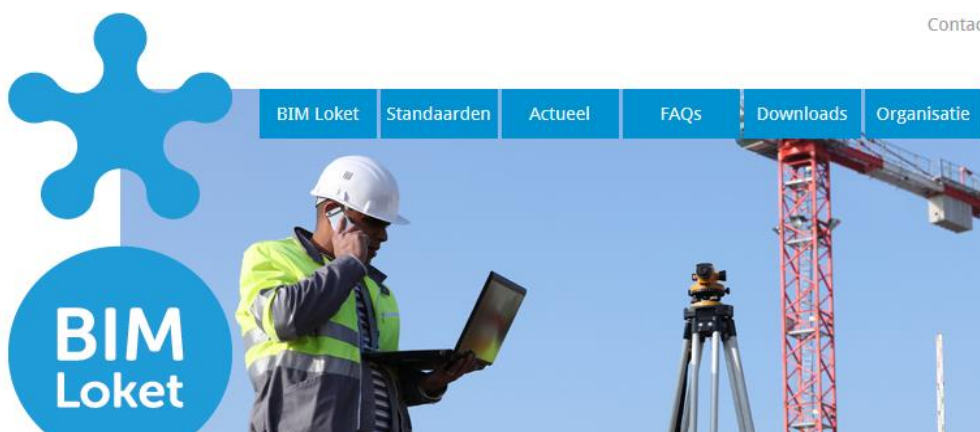 Contac
BIM Loket Standaarden Actueel FAQs Downloads Organisatie
BIM
Loket